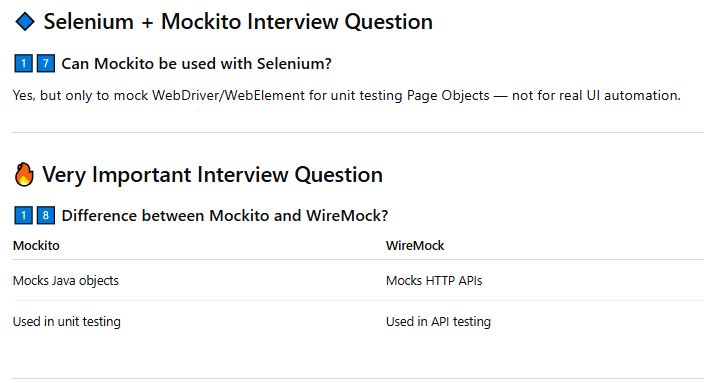 🔷 Selenium + Mockito Interview Question
1️⃣7️⃣ Can Mockito be used with Selenium?
Yes, but only to mock WebDriver/WebElement for unit testing Page Objects — not for real UI automation.
🔥 Very Important Interview Question
1️⃣8️⃣ Difference between Mockito and WireMock?
Mockito WireMock
Mocks Java objects Mocks HTTP APIs
Used in unit testing Used in API testing